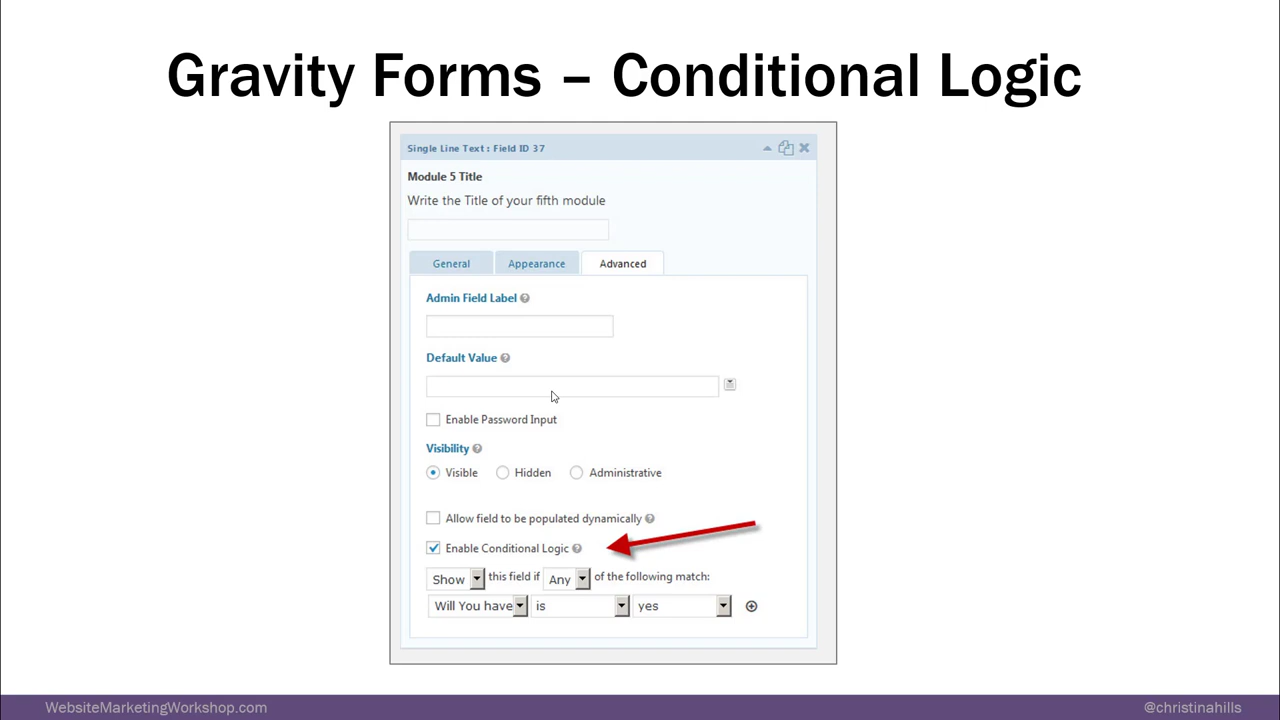 Gravity Forms – Conditional Logic
Single Line Text : Field ID 37
Module 5 Title
Write the Title of your fifth module
General Appearance Advanced
Admin Field Label
Default Value
Enable Password Input
Visibility
Visible Hidden Administrative
Allow field to be populated dynamically
Enable Conditional Logic
Show this field if Any of the following match:
Will You have is yes
WebsiteMarketingWorkshop.com @christinahills